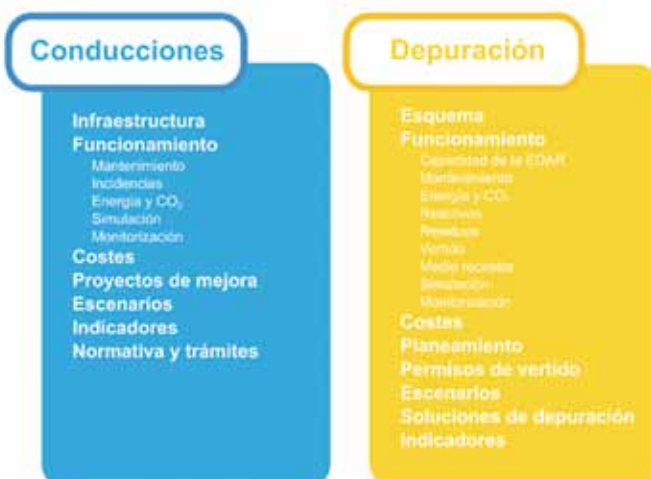 Conducciones
Infraestructura
Funcionamiento
Mantenimiento
Incidencias
Energía y CO₂
Simulación
Monitorización
Costes
Proyectos de mejora
Escenarios
Indicadores
Normativa y trámites
Depuración
Esquema
Funcionamiento
Capacidad de la EDAR
Mantenimiento
Energía y CO₂
Reactivos
Residuos
Vertido
Medio receptor
Simulación
Monitorización
Costes
Planeamiento
Permisos de vertido
Escenarios
Soluciones de depuración
Indicadores